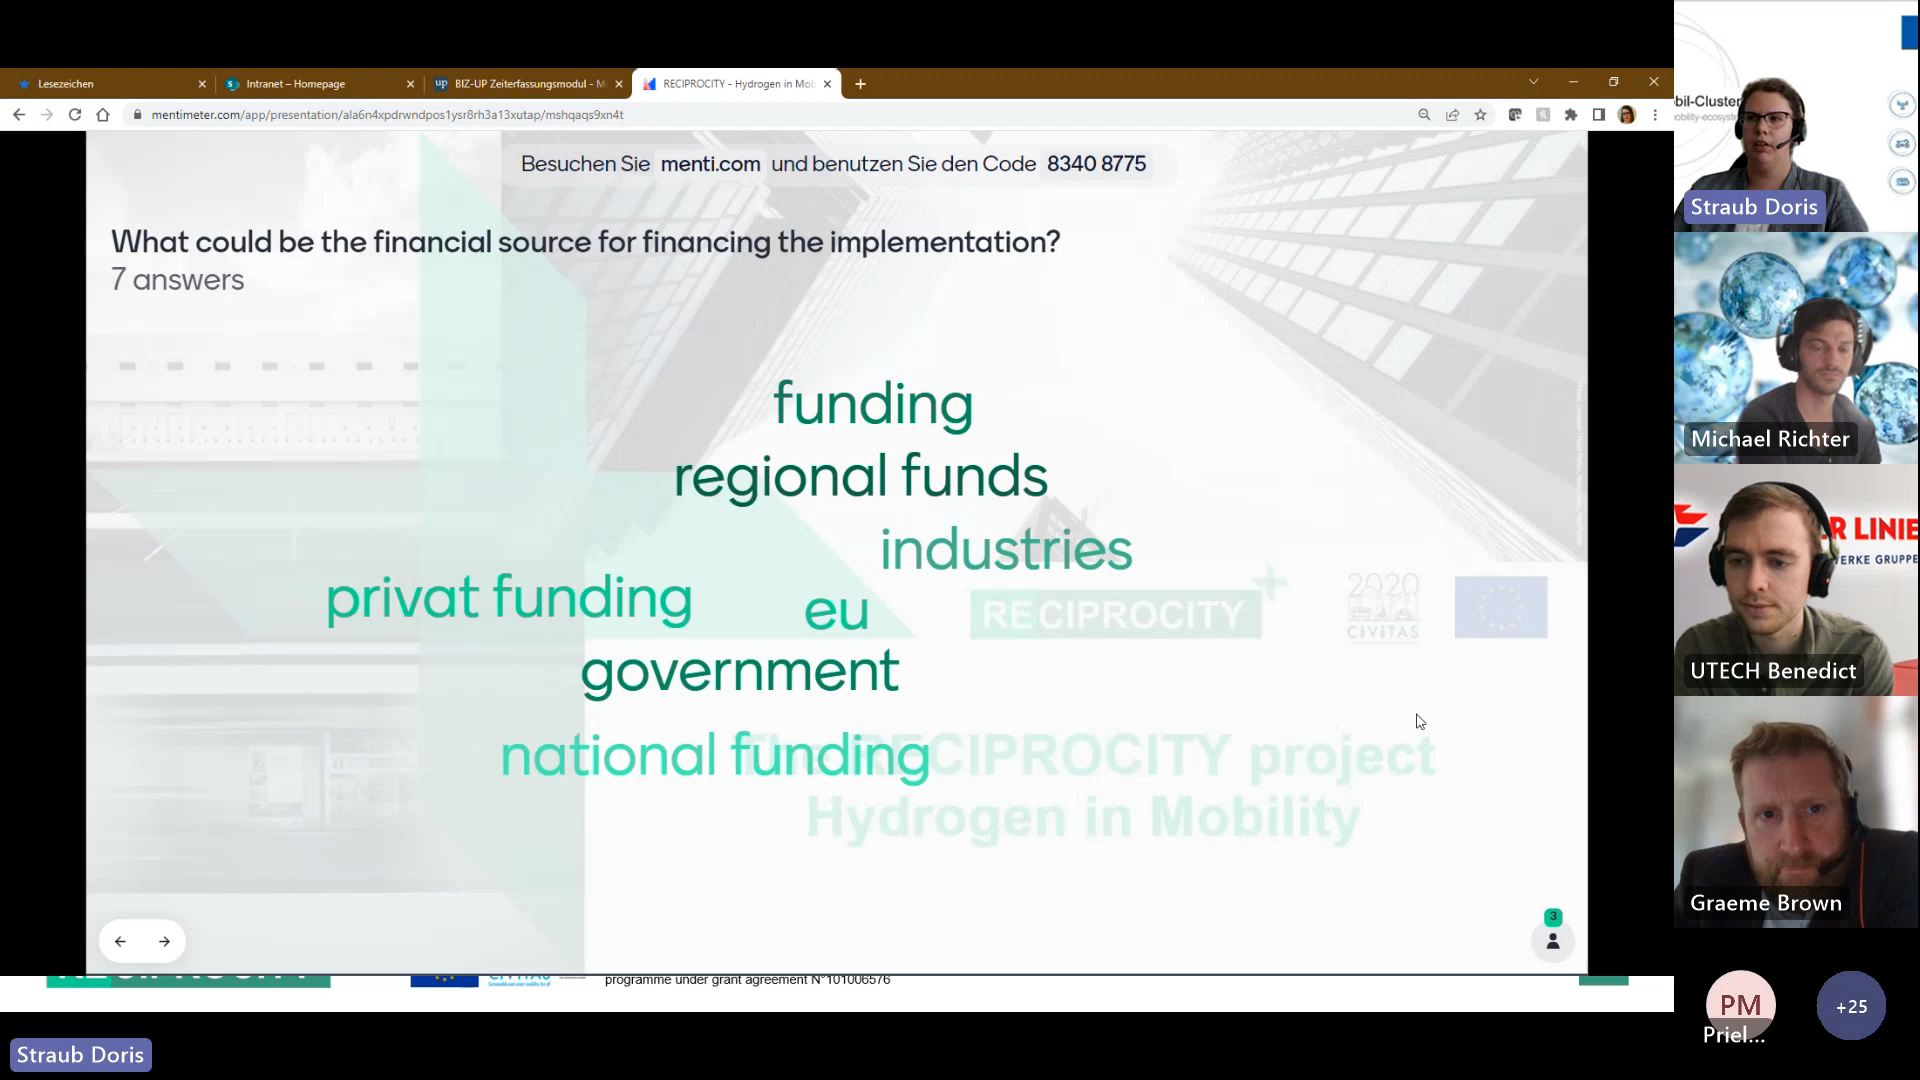 Lesezeichen
Intranet – Homepage
BIZ-UP Zeiterfassungsmodul - M
RECIPROCITY - Hydrogen in Mob
mentimeter.com/app/presentation/ala6n4xpdrwndpos1ysr8rh3a13xutap/mshqaqs9xn4t
Besuchen Sie menti.com und benutzen Sie den Code 8340 8775
What could be the financial source for financing the implementation?
7 answers
funding
regional funds
industries
privat funding
eu
government
national funding
RECIPROCITY
2020
CIVITAS
The RECIPROCITY project
Hydrogen in Mobility
3
programme under grant agreement N°101006576
Straub Doris
bil-Cluster
Straub Doris
Michael Richter
R LINIE
ERKE GRUPPE
UTECH Benedict
Graeme Brown
PM
Priel...
+25